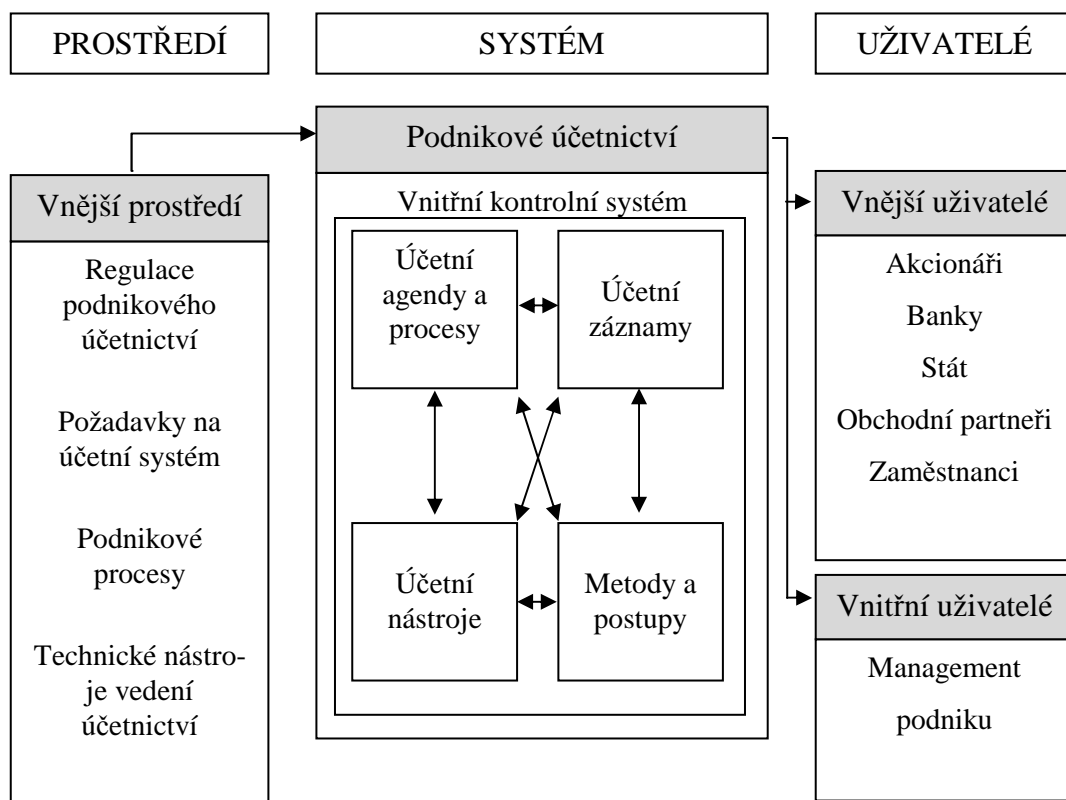 PROSTŘEDÍ
SYSTÉM
UŽIVATELÉ
Vnější prostředí
Regulace
podnikového
účetnictví
Požadavky na
účetní systém
Podnikové
procesy
Technické nástro-
je vedení
účetnictví
Podnikové účetnictví
Vnitřní kontrolní systém
Účetní
agendy a
procesy
Účetní
záznamy
Účetní
nástroje
Metody a
postupy
Vnější uživatelé
Akcionáři
Banky
Stát
Obchodní partneři
Zaměstnanci
Vnitřní uživatelé
Management
podniku